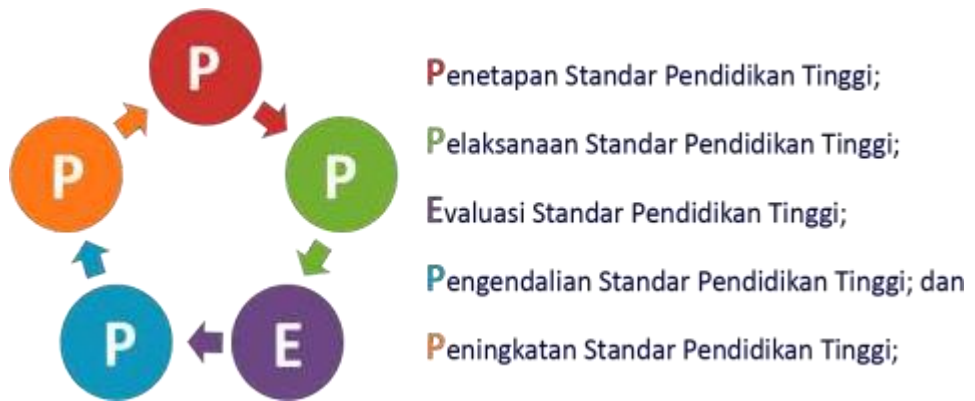 P
P
P
P
E
Penetapan Standar Pendidikan Tinggi;
Pelaksanaan Standar Pendidikan Tinggi;
Evaluasi Standar Pendidikan Tinggi;
Pengendalian Standar Pendidikan Tinggi; dan
Peningkatan Standar Pendidikan Tinggi;